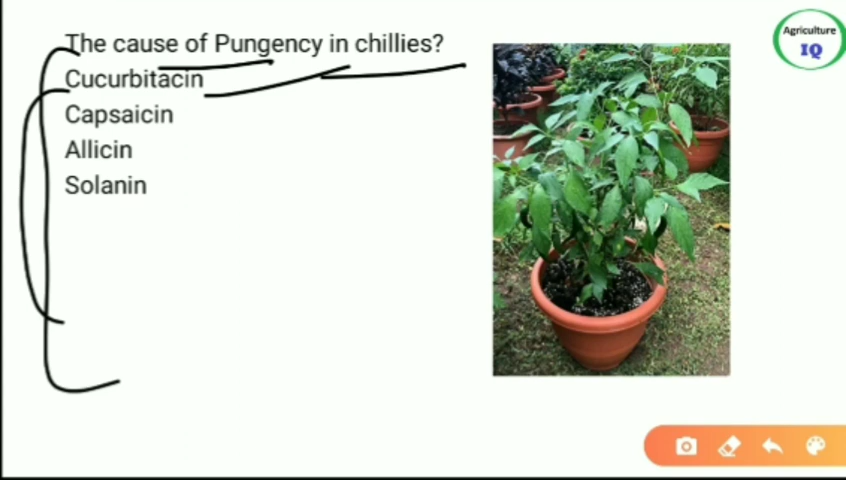 The cause of Pungency in chillies?
Cucurbitacin
Capsaicin
Allicin
Solanin
Agriculture
IQ